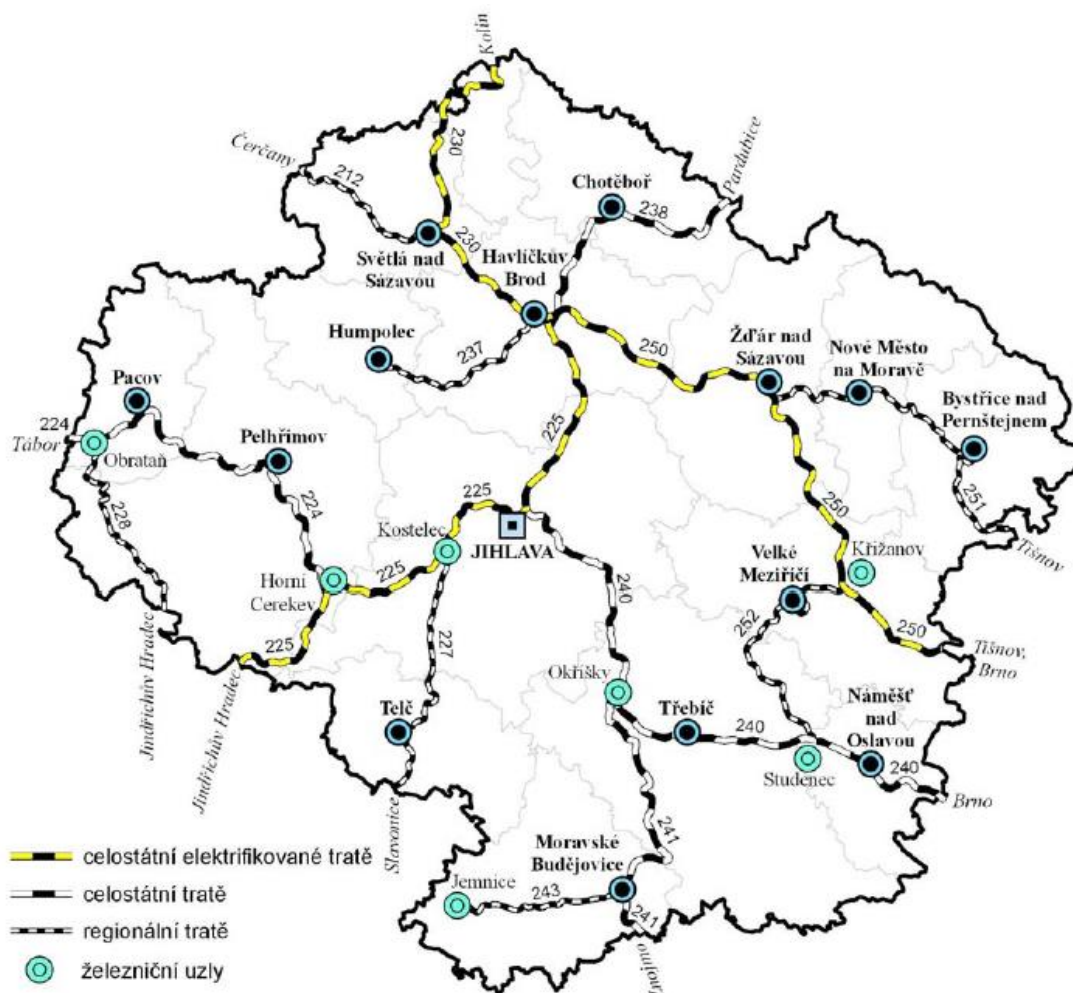 Kolín
230
Čerčany
212
Pardubice
Chotěboř
238
Světlá nad
Sázavou
230
Havlíčkův
Brod
Humpolec
237
250
Žďár nad
Sázavou
Nové Město
na Moravě
Bystřice nad
Pernštejnem
Pacov
224
Tábor
Obrataň
Pelhřimov
225
228
224
225
Kostelec
JIHLAVA
250
251
Tišnov
Křižanov
Velké
Meziříčí
Horní
Cerekev
225
240
225
227
252
250
Tišnov,
Brno
Jindřichův Hradec
Jindřichův Hradec
Okříšky
Telč
Třebíč
240
Náměšť
nad
Oslavou
240
Studenec
Brno
Slavonice
241
Moravské
Budějovice
Jemnice
243
241
Znojmo
celostátní elektrifikované tratě
celostátní tratě
regionální tratě
železniční uzly